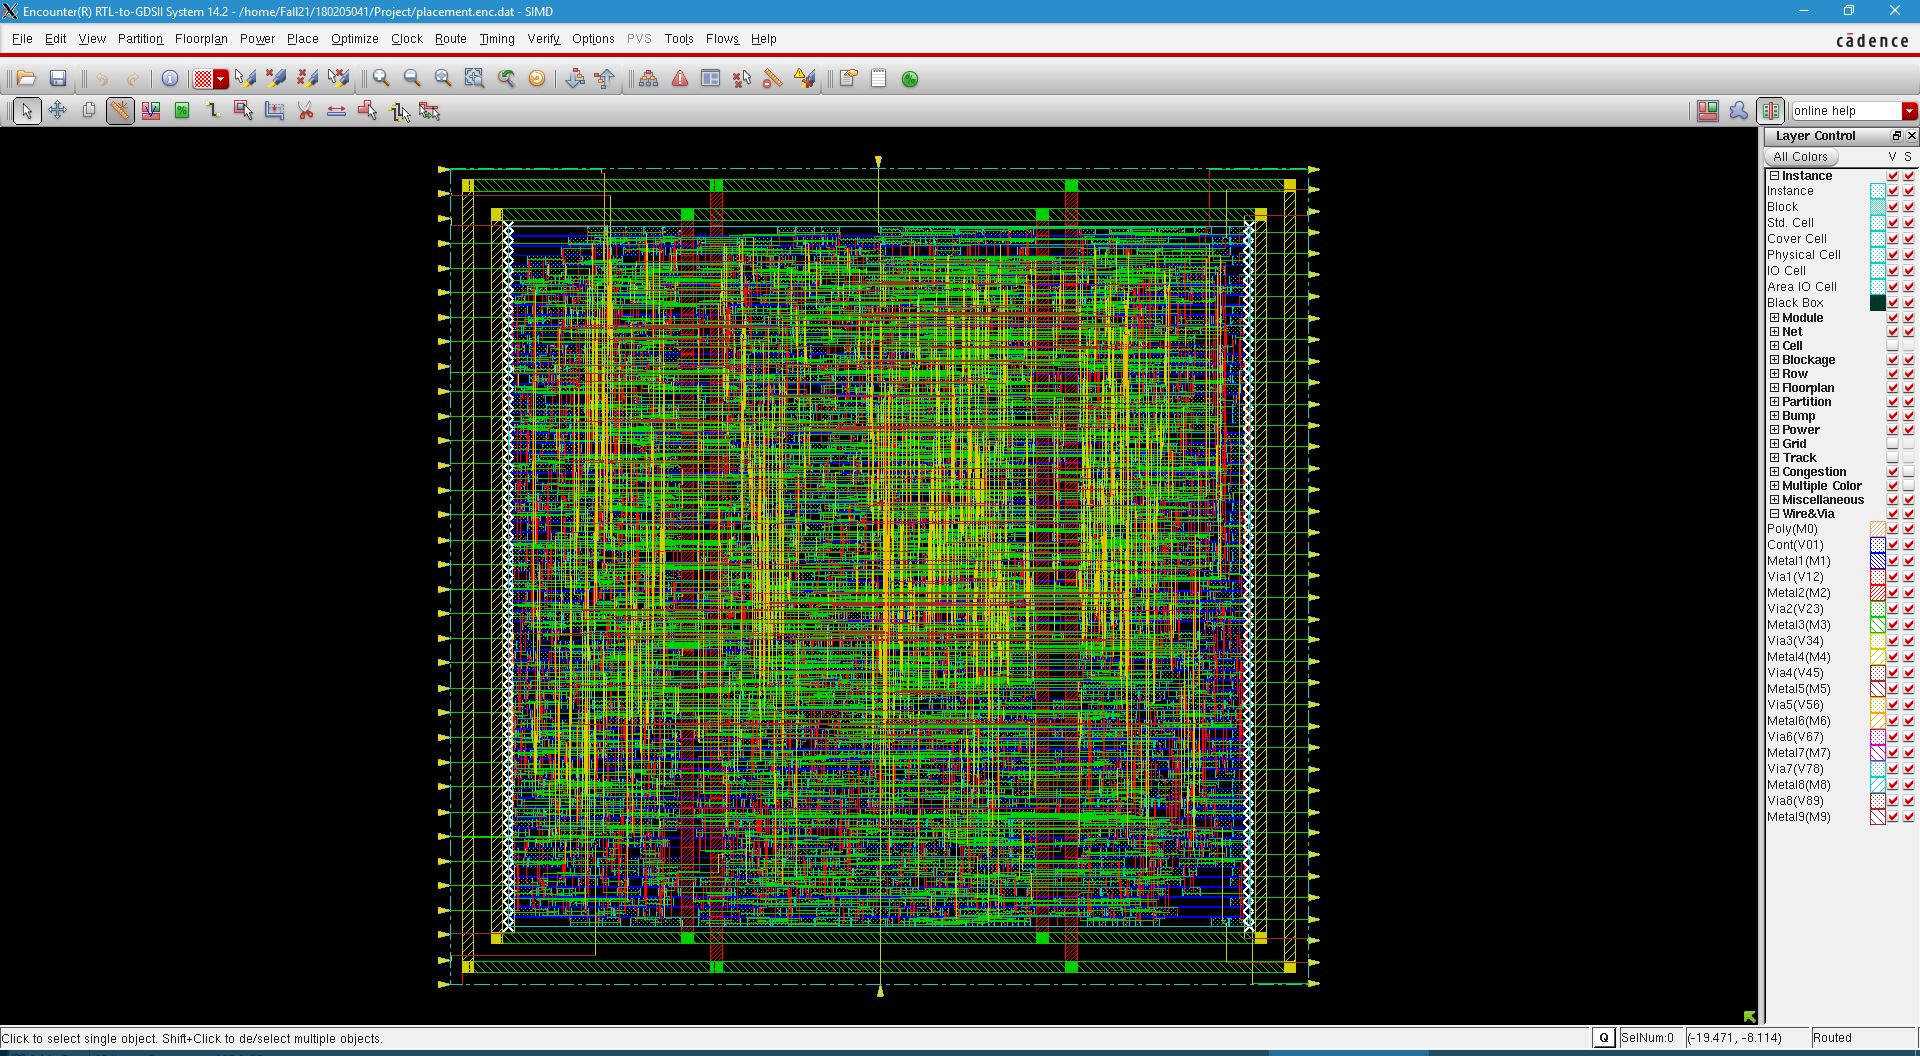 Encounter(R) RTL-to-GDSII System 14.2 - /home/Fall21/180205041/Project/placement.enc.dat - SIMD
File Edit View Partition Floorplan Power Place Optimize Clock Route Timing Verify Options PVS Tools Flows Help
cādence
online help
Layer Control
All Colors V S
Instance
Instance
Block
Std. Cell
Cover Cell
Physical Cell
IO Cell
Area IO Cell
Black Box
Module
Net
Cell
Blockage
Row
Floorplan
Partition
Bump
Power
Grid
Track
Congestion
Multiple Color
Miscellaneous
Wire&Via
Poly(M0)
Cont(V01)
Metal1(M1)
Via1(V12)
Metal2(M2)
Via2(V23)
Metal3(M3)
Via3(V34)
Metal4(M4)
Via4(V45)
Metal5(M5)
Via5(V56)
Metal6(M6)
Via6(V67)
Metal7(M7)
Via7(V78)
Metal8(M8)
Via8(V89)
Metal9(M9)
Click to select single object. Shift+Click to de/select multiple objects. Q SelNum:0 (-19.471, -8.114) Routed